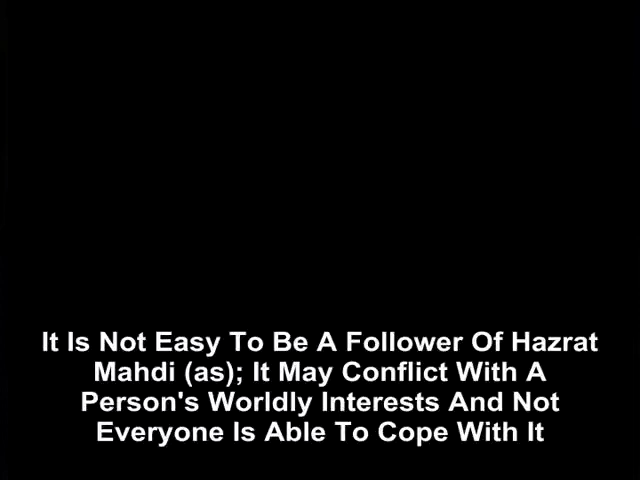 It Is Not Easy To Be A Follower Of Hazrat
Mahdi (as); It May Conflict With A
Person's Worldly Interests And Not
Everyone Is Able To Cope With It